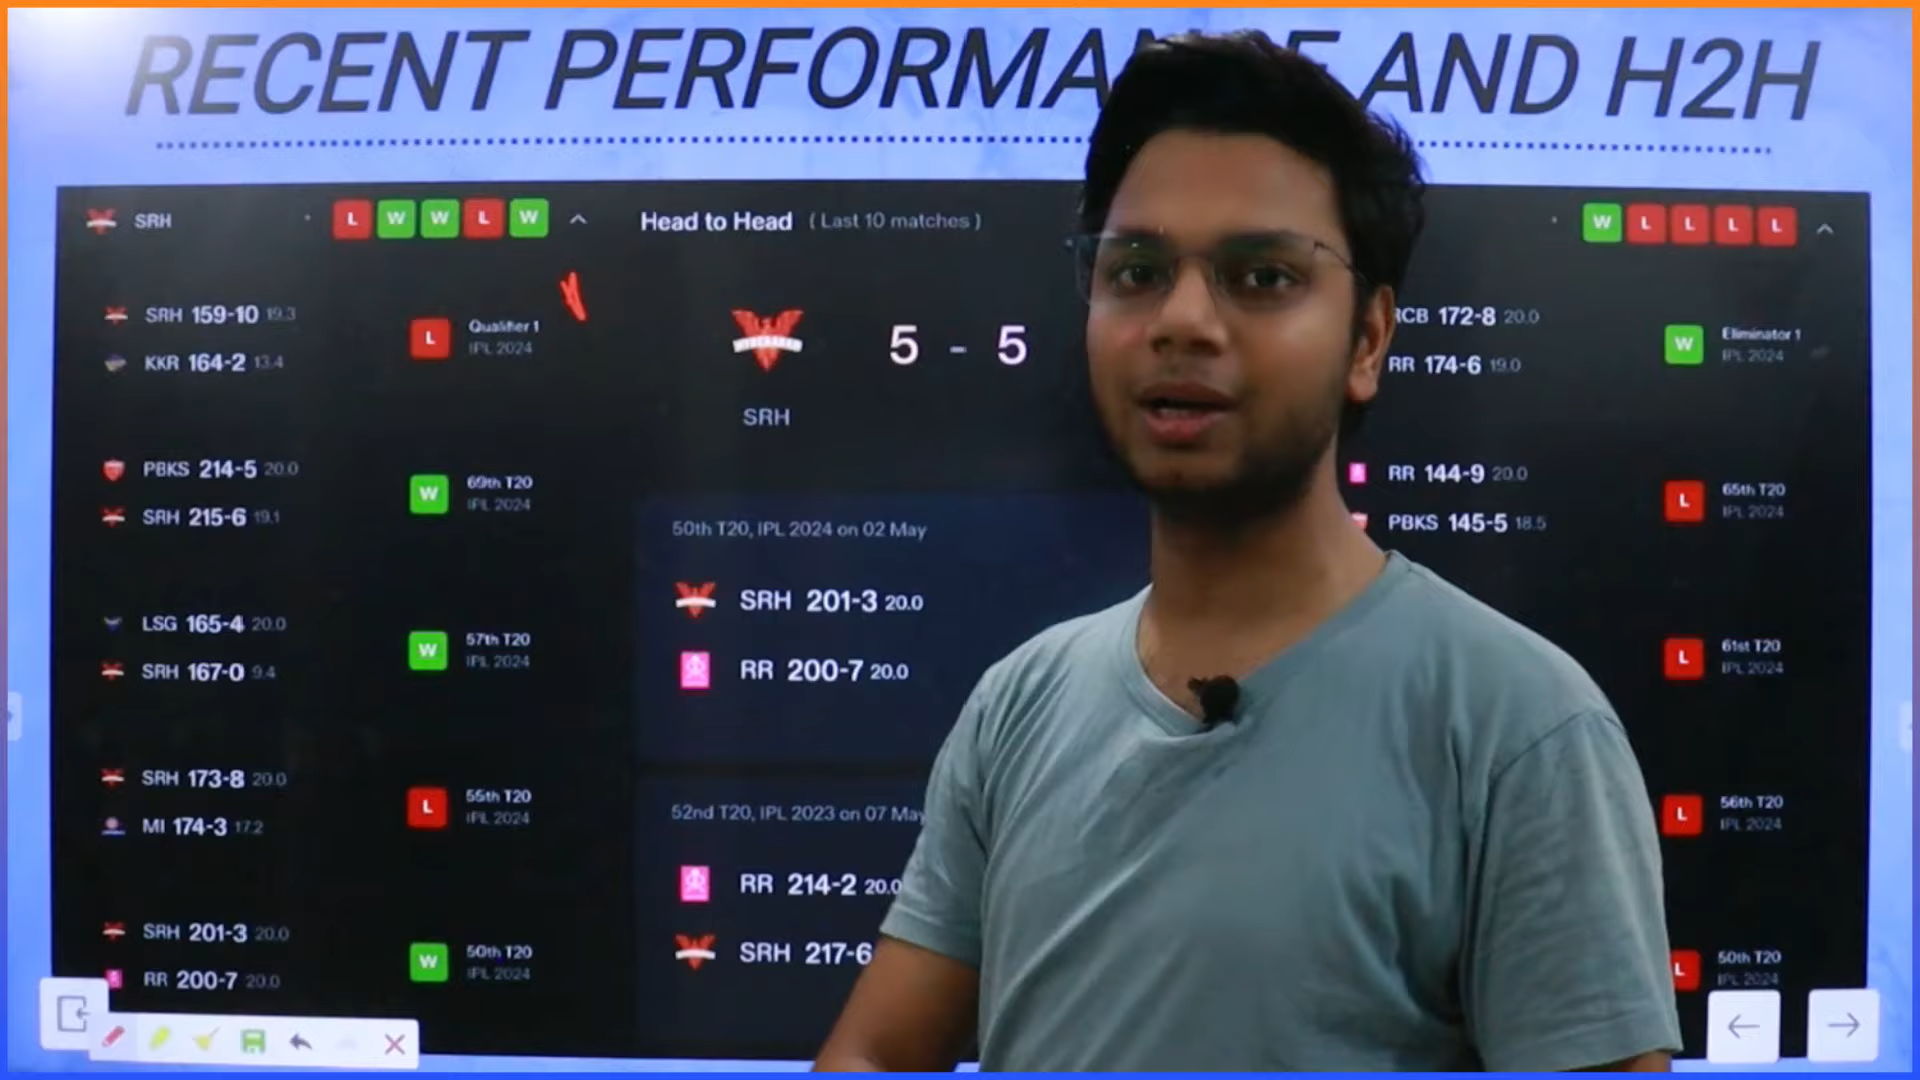 RECENT PERFORMANCE AND H2H
SRH
L W W L W
SRH 159-10 19.3
KKR 164-2 13.4
L
Qualifier 1
IPL 2024
PBKS 214-5 20.0
SRH 215-6 19.1
W
69th T20
IPL 2024
LSG 165-4 20.0
SRH 167-0 9.4
W
57th T20
IPL 2024
SRH 173-8 20.0
MI 174-3 17.2
L
55th T20
IPL 2024
SRH 201-3 20.0
RR 200-7 20.0
W
50th T20
IPL 2024
Head to Head (Last 10 matches)
5 - 5
SRH
50th T20, IPL 2024 on 02 May
SRH 201-3 20.0
RR 200-7 20.0
52nd T20, IPL 2023 on 07 May
RR 214-2 20.0
SRH 217-6
W L L L L
RCB 172-8 20.0
RR 174-6 19.0
W
Eliminator 1
IPL 2024
RR 144-9 20.0
PBKS 145-5 18.5
L
65th T20
IPL 2024
L
61st T20
IPL 2024
L
56th T20
IPL 2024
L
50th T20
IPL 2024